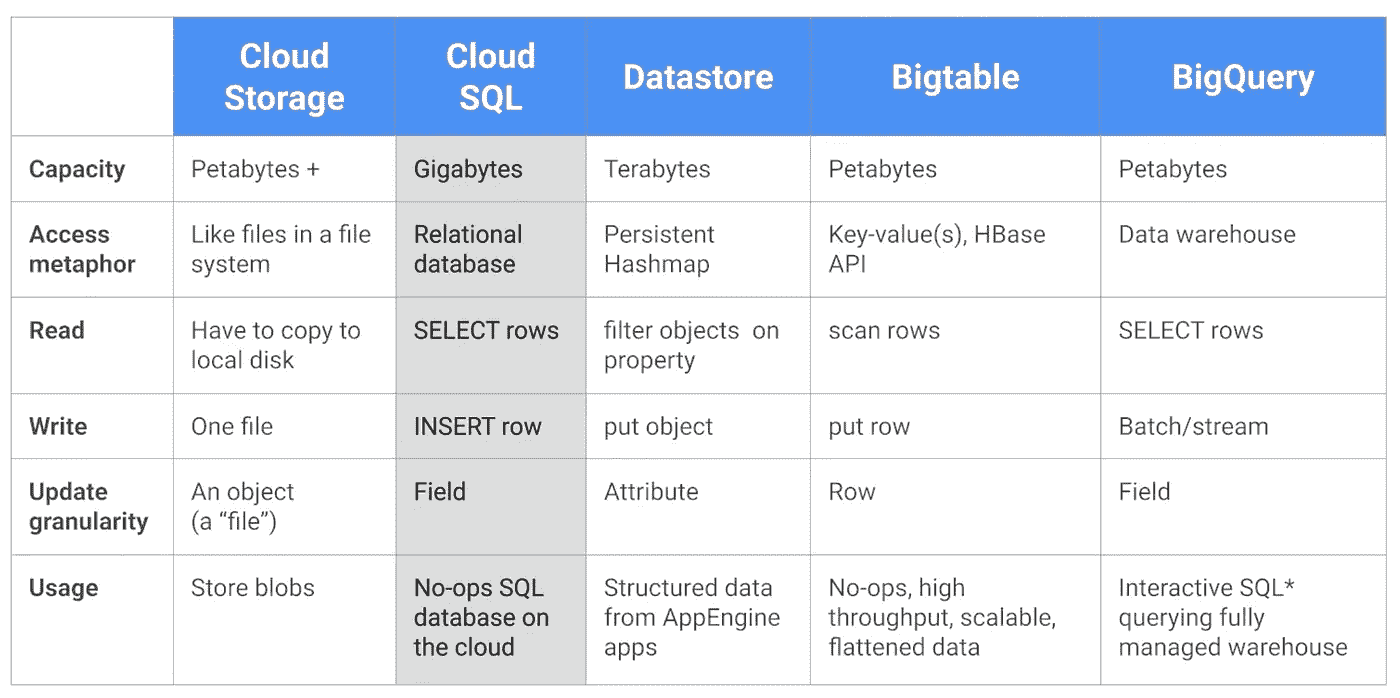 Cloud Storage
Cloud SQL
Datastore
Bigtable
BigQuery
Capacity
Petabytes +
Gigabytes
Terabytes
Petabytes
Petabytes
Access metaphor
Like files in a file system
Relational database
Persistent Hashmap
Key-value(s), HBase API
Data warehouse
Read
Have to copy to local disk
SELECT rows
filter objects on property
scan rows
SELECT rows
Write
One file
INSERT row
put object
put row
Batch/stream
Update granularity
An object (a “file”)
Field
Attribute
Row
Field
Usage
Store blobs
No-ops SQL database on the cloud
Structured data from AppEngine apps
No-ops, high throughput, scalable, flattened data
Interactive SQL* querying fully managed warehouse